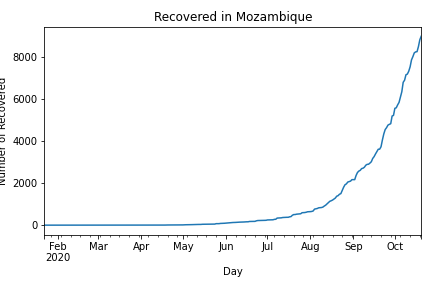 Recovered in Mozambique
Number of Recovered
8000
6000
4000
2000
0
Feb Mar Apr May Jun Jul Aug Sep Oct
2020
Day